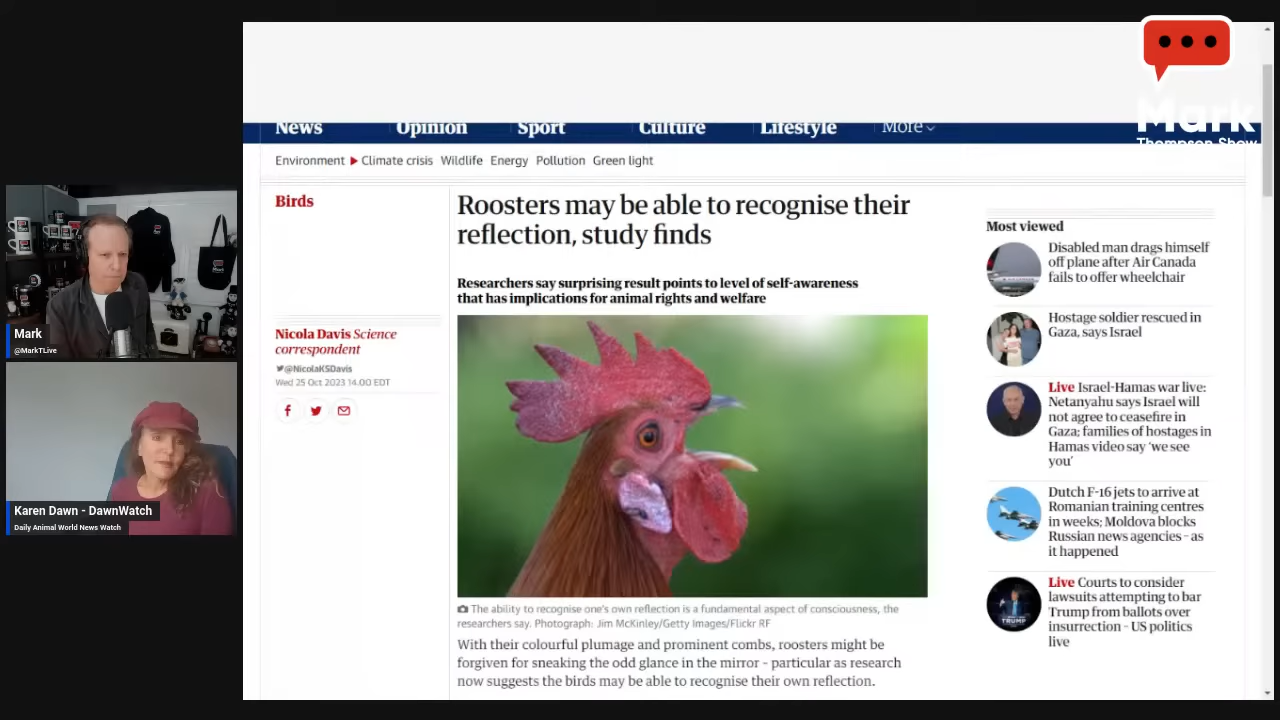 Mark
Thompson Show
News
Opinion
Sport
Culture
Lifestyle
More
Environment
Climate crisis
Wildlife
Energy
Pollution
Green light
Birds
Roosters may be able to recognise their
reflection, study finds
Researchers say surprising result points to level of self-awareness
that has implications for animal rights and welfare
Nicola Davis Science
correspondent
@NicolaKSDavis
Wed 25 Oct 2023 14.00 EDT
The ability to recognise one's own reflection is a fundamental aspect of consciousness, the
researchers say. Photograph: Jim McKinley/Getty Images/Flickr RF
With their colourful plumage and prominent combs, roosters might be
forgiven for sneaking the odd glance in the mirror – particular as research
now suggests the birds may be able to recognise their own reflection.
Most viewed
Disabled man drags himself
off plane after Air Canada
fails to offer wheelchair
Hostage soldier rescued in
Gaza, says Israel
Live Israel-Hamas war live:
Netanyahu says Israel will
not agree to ceasefire in
Gaza; families of hostages in
Hamas video say 'we see
you'
Dutch F-16 jets to arrive at
Romanian training centres
in weeks; Moldova blocks
Russian news agencies – as
it happened
Live Courts to consider
lawsuits attempting to bar
Trump from ballots over
insurrection – US politics
live
TRUMP
Mark
@MarkTLive
Karen Dawn - DawnWatch
Daily Animal World News Watch